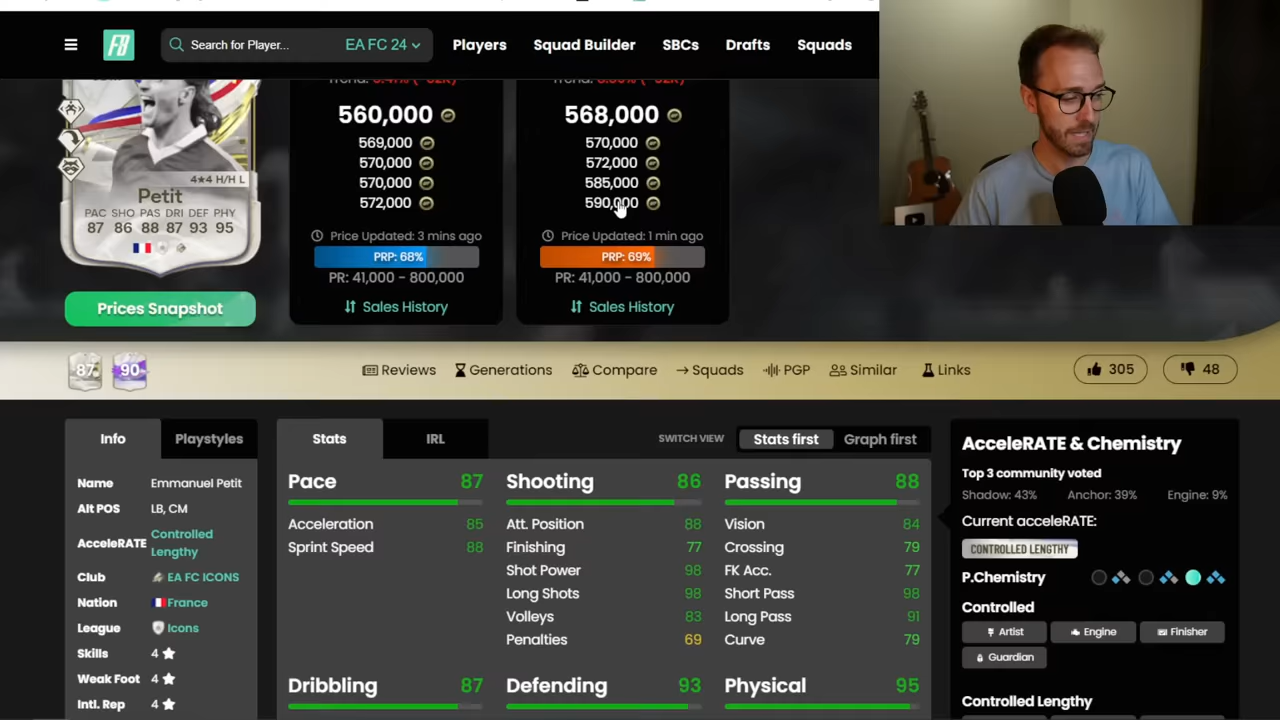 FB
Search for Player...
EA FC 24
Players
Squad Builder
SBCs
Drafts
Squads
560,000
569,000
570,000
570,000
572,000
Price Updated: 3 mins ago
PRP: 68%
PR: 41,000 - 800,000
Sales History
568,000
570,000
572,000
585,000
590,000
Price Updated: 1 min ago
PRP: 69%
PR: 41,000 - 800,000
Sales History
4★4 H/H L
Petit
PAC SHO PAS DRI DEF PHY
87 86 88 87 93 95
Prices Snapshot
87
90
Reviews
Generations
Compare
Squads
PGP
Similar
Links
305
48
Info
Playstyles
Name Emmanuel Petit
Alt POS LB, CM
AcceleRATE Controlled
Lengthy
Club EA FC ICONS
Nation France
League Icons
Skills 4 ★
Weak Foot 4 ★
Intl. Rep 4 ★
Stats
IRL
SWITCH VIEW
Stats first
Graph first
Pace 87
Acceleration 85
Sprint Speed 88
Shooting 86
Att. Position 88
Finishing 77
Shot Power 98
Long Shots 98
Volleys 83
Penalties 69
Passing 88
Vision 84
Crossing 79
FK Acc. 77
Short Pass 98
Long Pass 91
Curve 79
Dribbling 87
Defending 93
Physical 95
AcceleRATE & Chemistry
Top 3 community voted
Shadow: 43% Anchor: 39% Engine: 9%
Current acceleRATE:
CONTROLLED LENGTHY
P.Chemistry
Controlled
Artist
Engine
Finisher
Guardian
Controlled Lengthy